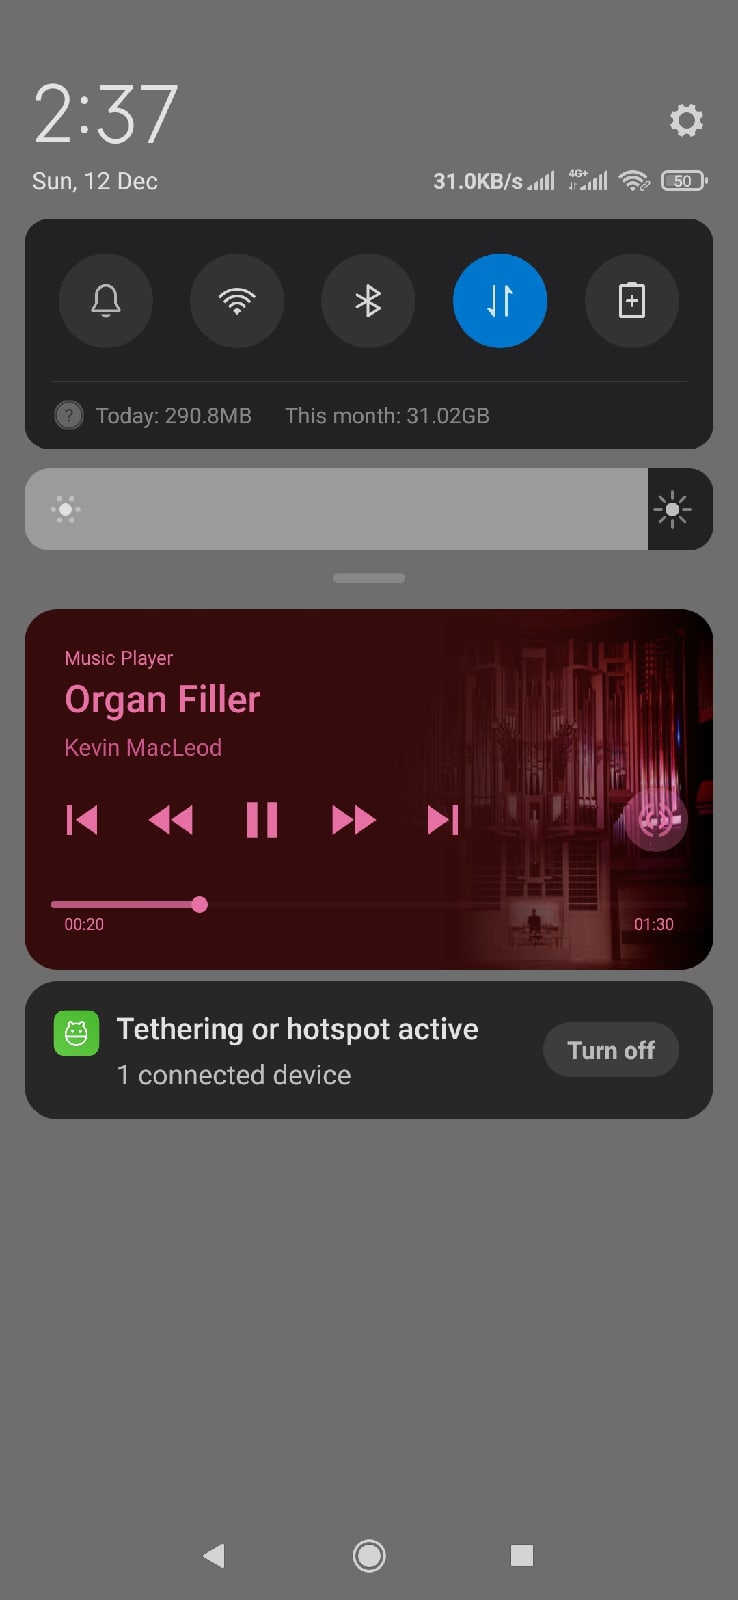 2:37
Sun, 12 Dec
31.0KB/s 4G+ 50
? Today: 290.8MB This month: 31.02GB
Music Player
Organ Filler
Kevin MacLeod
00:20 01:30
Tethering or hotspot active
1 connected device
Turn off